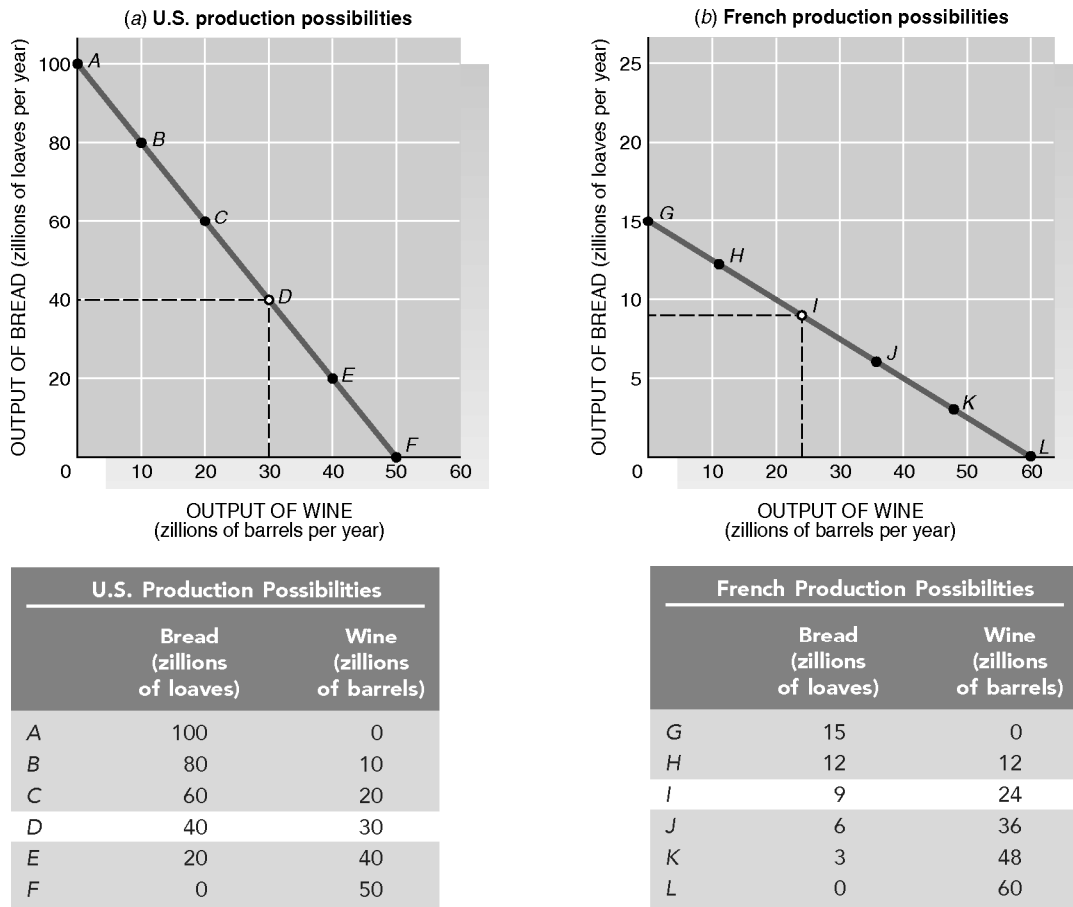 (a) U.S. production possibilities
OUTPUT OF BREAD (zillions of loaves per year)
100
80
60
40
20
0
A
B
C
D
E
F
10 20 30 40 50 60
OUTPUT OF WINE
(zillions of barrels per year)
(b) French production possibilities
OUTPUT OF BREAD (zillions of loaves per year)
25
20
15
10
5
0
G
H
I
J
K
L
10 20 30 40 50 60
OUTPUT OF WINE
(zillions of barrels per year)
U.S. Production Possibilities
Bread Wine
(zillions (zillions
of loaves) of barrels)
A 100 0
B 80 10
C 60 20
D 40 30
E 20 40
F 0 50
French Production Possibilities
Bread Wine
(zillions (zillions
of loaves) of barrels)
G 15 0
H 12 12
I 9 24
J 6 36
K 3 48
L 0 60